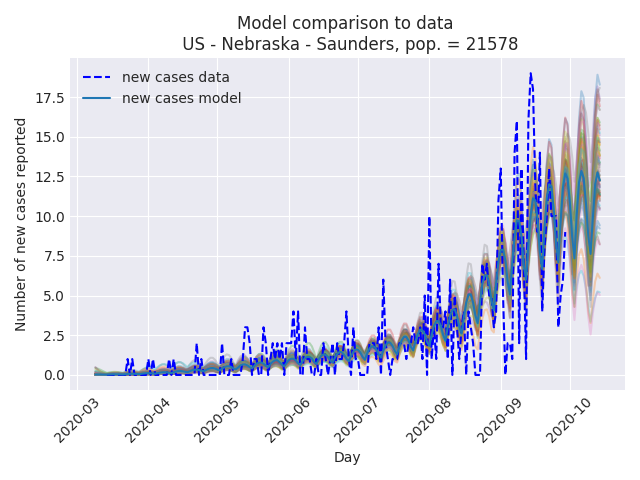 Model comparison to data
US - Nebraska - Saunders, pop. = 21578
new cases data
new cases model
Number of new cases reported
17.5
15.0
12.5
10.0
7.5
5.0
2.5
0.0
2020-03
2020-04
2020-05
2020-06
2020-07
2020-08
2020-09
2020-10
Day